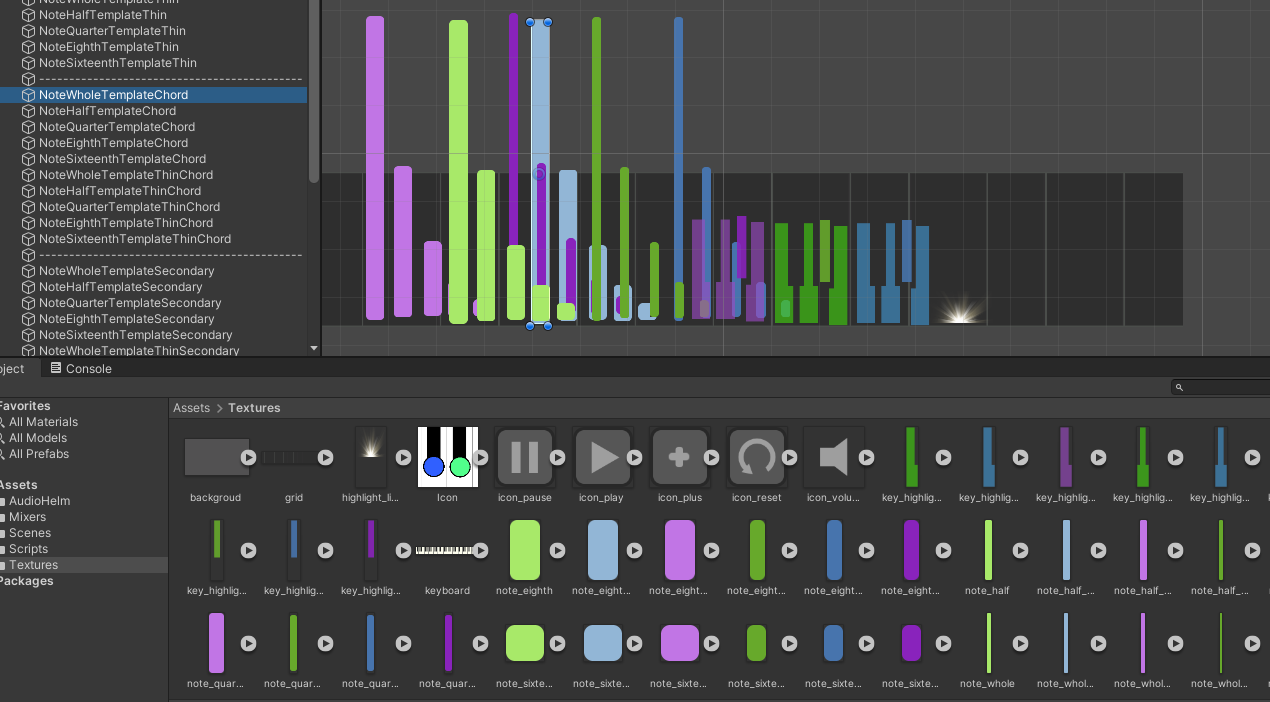 NoteWholeTemplateThin
NoteHalfTemplateThin
NoteQuarterTemplateThin
NoteEighthTemplateThin
NoteSixteenthTemplateThin
--------------------------------------------------
NoteWholeTemplateChord
NoteHalfTemplateChord
NoteQuarterTemplateChord
NoteEighthTemplateChord
NoteSixteenthTemplateChord
NoteWholeTemplateThinChord
NoteHalfTemplateThinChord
NoteQuarterTemplateThinChord
NoteEighthTemplateThinChord
NoteSixteenthTemplateThinChord
--------------------------------------------------
NoteWholeTemplateSecondary
NoteHalfTemplateSecondary
NoteQuarterTemplateSecondary
NoteEighthTemplateSecondary
NoteSixteenthTemplateSecondary
NoteWholeTemplateThinSecondary
oject Console
Favorites
All Materials
All Models
All Prefabs
Assets
AudioHelm
Mixers
Scenes
Scripts
Textures
Packages
Assets > Textures
backgroud grid highlight_li... Icon icon_pause icon_play icon_plus icon_reset icon_volu... key_highlig... key_highlig... key_highlig... key_highlig... key_highlig...
key_highlig... key_highlig... key_highlig... keyboard note_eighth note_eight... note_eight... note_eight... note_eight... note_eight... note_half note_half_... note_half_... note_half_...
note_quar... note_quar... note_quar... note_quar... note_sixte... note_sixte... note_sixte... note_sixte... note_sixte... note_sixte... note_whole note_whol... note_whol... note_whol...